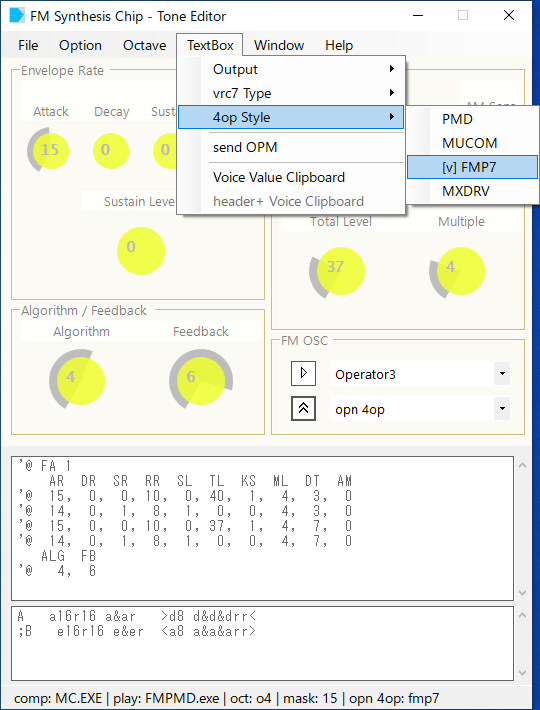 FM Synthesis Chip - Tone Editor
File Option Octave TextBox Window Help
Envelope Rate
Attack Decay
15 0 0
Sustain Level
0
Output
vrc7 Type
4op Style
send OPM
Voice Value Clipboard
header+ Voice Clipboard
PMD
MUCOM
[v] FMP7
MXDRV
Total Level Multiple
37 4
Algorithm / Feedback
Algorithm Feedback
4 6
FM OSC
Operator3
opn 4op
'@ FA 1
AR DR SR RR SL TL KS ML DT AM
'@ 15, 0, 0, 10, 0, 40, 1, 4, 3, 0
'@ 14, 0, 1, 8, 1, 0, 0, 4, 3, 0
'@ 15, 0, 0, 10, 0, 37, 1, 4, 7, 0
'@ 14, 0, 1, 8, 1, 0, 0, 4, 7, 0
ALG FB
'@ 4, 6
A a16r16 a&ar >d8 d&d&drr<
;B e16r16 e&er <a8 a&a&arr>
comp: MC.EXE | play: FMPMD.exe | oct: o4 | mask: 15 | opn 4op: fmp7